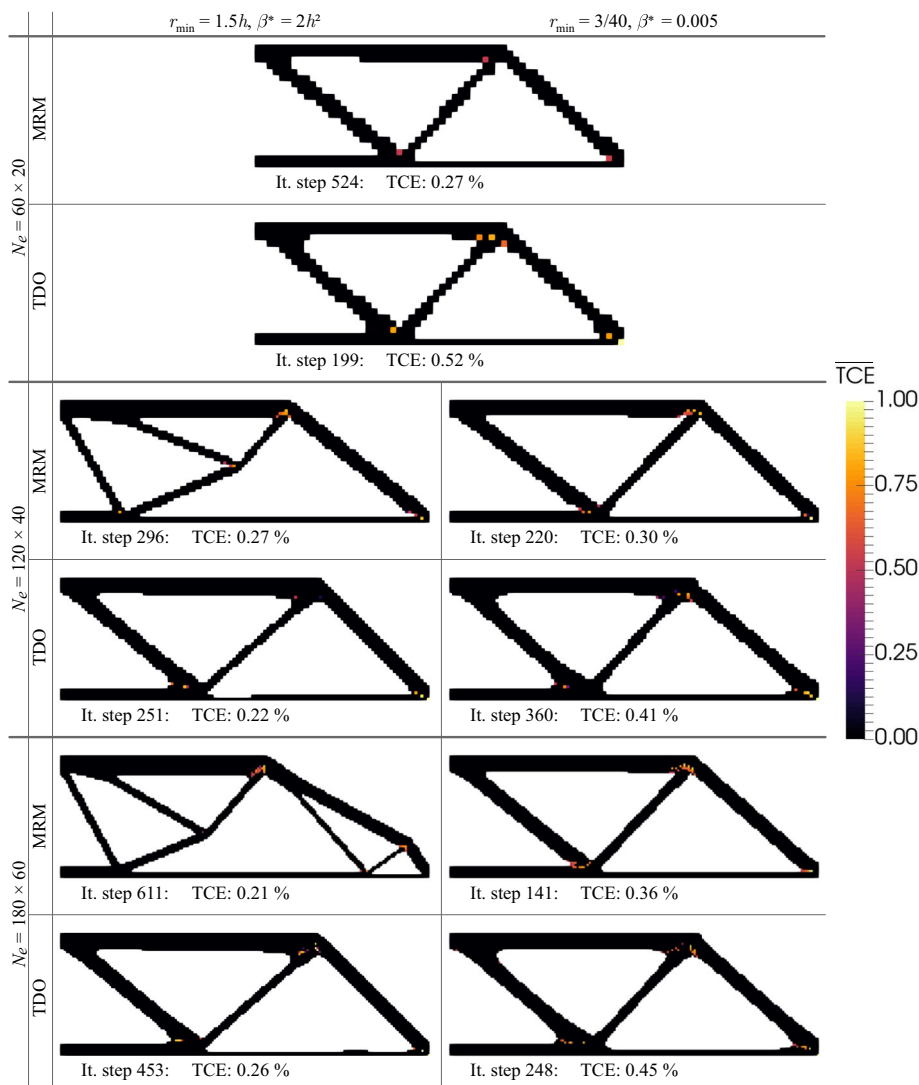 r_min = 1.5h, β* = 2h²
r_min = 3/40, β* = 0.005
N_e = 60 × 20
MRM
It. step 524: TCE: 0.27 %
TDO
It. step 199: TCE: 0.52 %
N_e = 120 × 40
MRM
It. step 296: TCE: 0.27 %
It. step 220: TCE: 0.30 %
TDO
It. step 251: TCE: 0.22 %
It. step 360: TCE: 0.41 %
N_e = 180 × 60
MRM
It. step 611: TCE: 0.21 %
It. step 141: TCE: 0.36 %
TDO
It. step 453: TCE: 0.26 %
It. step 248: TCE: 0.45 %
TCE
1.00
0.75
0.50
0.25
0.00